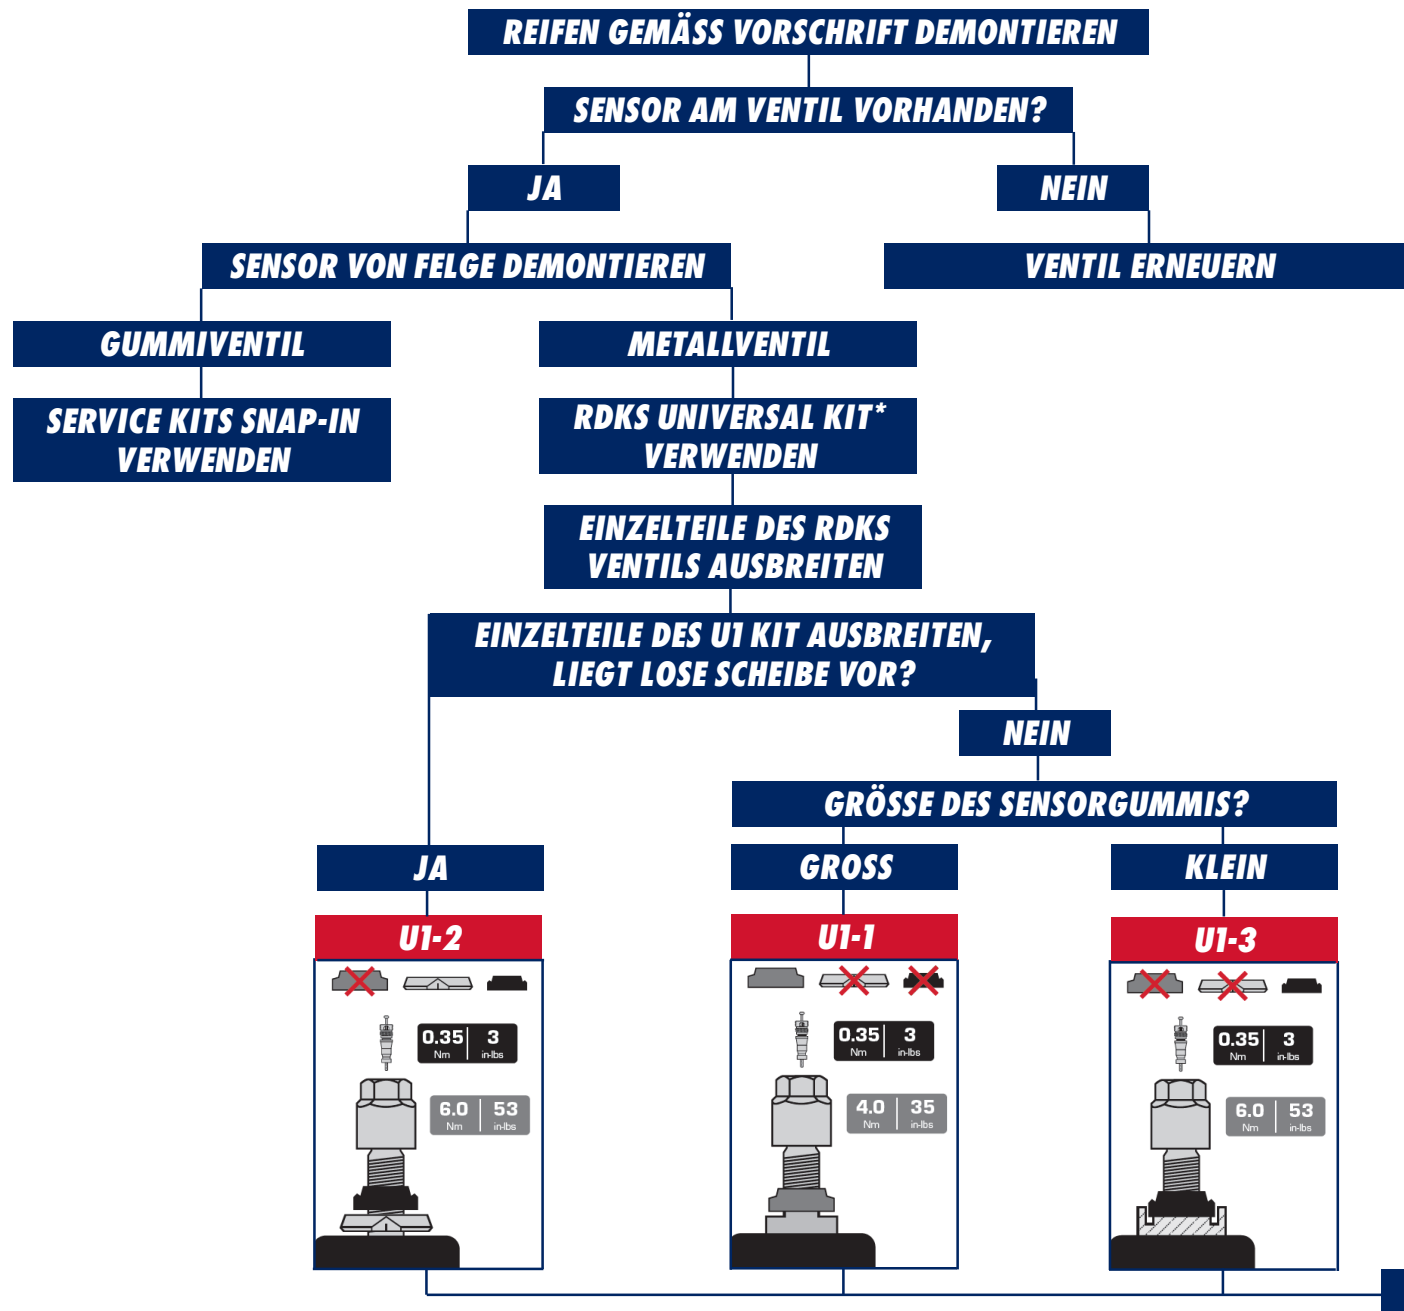 REIFEN GEMÄSS VORSCHRIFT DEMONTIEREN
SENSOR AM VENTIL VORHANDEN?
JA
NEIN
SENSOR VON FELGE DEMONTIEREN
VENTIL ERNEUERN
GUMMIVENTIL
METALLVENTIL
SERVICE KITS SNAP-IN
VERWENDEN
RDKS UNIVERSAL KIT*
VERWENDEN
EINZELTEILE DES RDKS
VENTILS AUSBREITEN
EINZELTEILE DES U1 KIT AUSBREITEN,
LIEGT LOSE SCHEIBE VOR?
NEIN
GRÖSSE DES SENSORGUMMIS?
JA
GROSS
KLEIN
U1-2
0.35 3
Nm in-lbs
6.0 53
Nm in-lbs
U1-1
0.35 3
Nm in-lbs
4.0 35
Nm in-lbs
U1-3
0.35 3
Nm in-lbs
6.0 53
Nm in-lbs